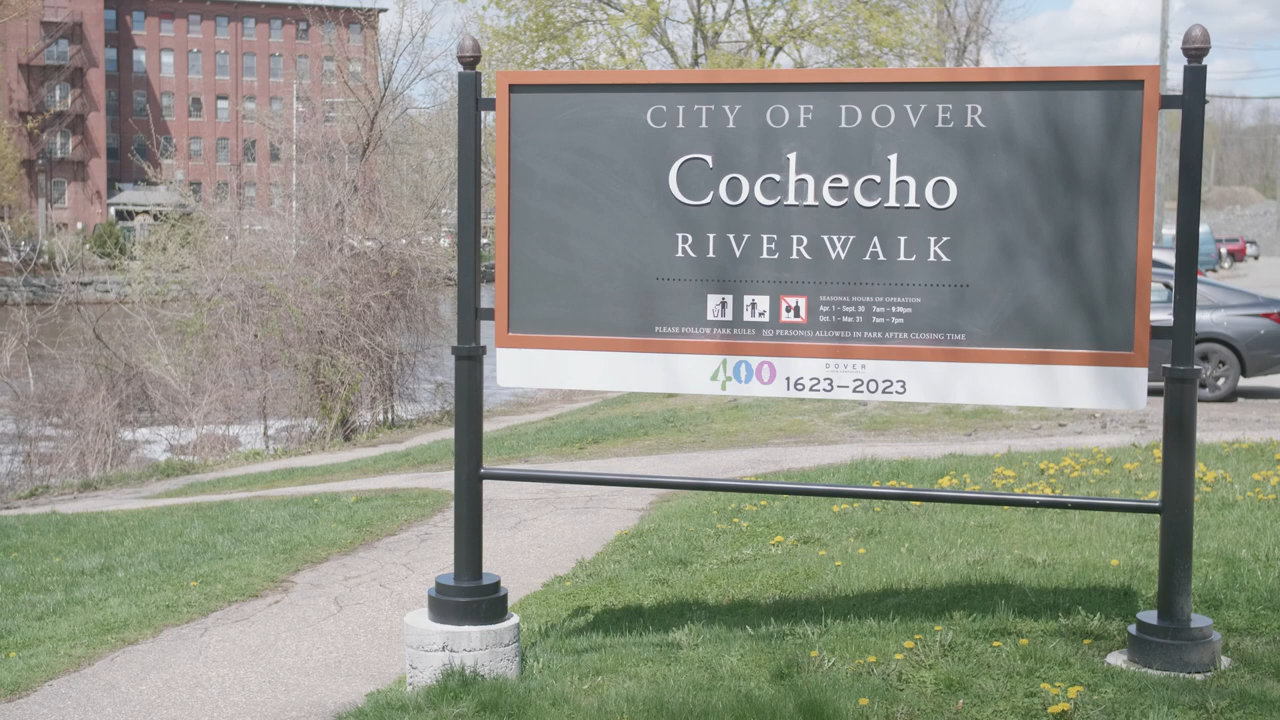 CITY OF DOVER
Cochecho
RIVERWALK
SEASONAL HOURS OF OPERATION
Apr. 1 – Sept. 30 7am – 9:30pm
Oct. 1 – Mar. 31 7am – 7pm
PLEASE FOLLOW PARK RULES NO PERSON(S) ALLOWED IN PARK AFTER CLOSING TIME
400 DOVER
1623–2023